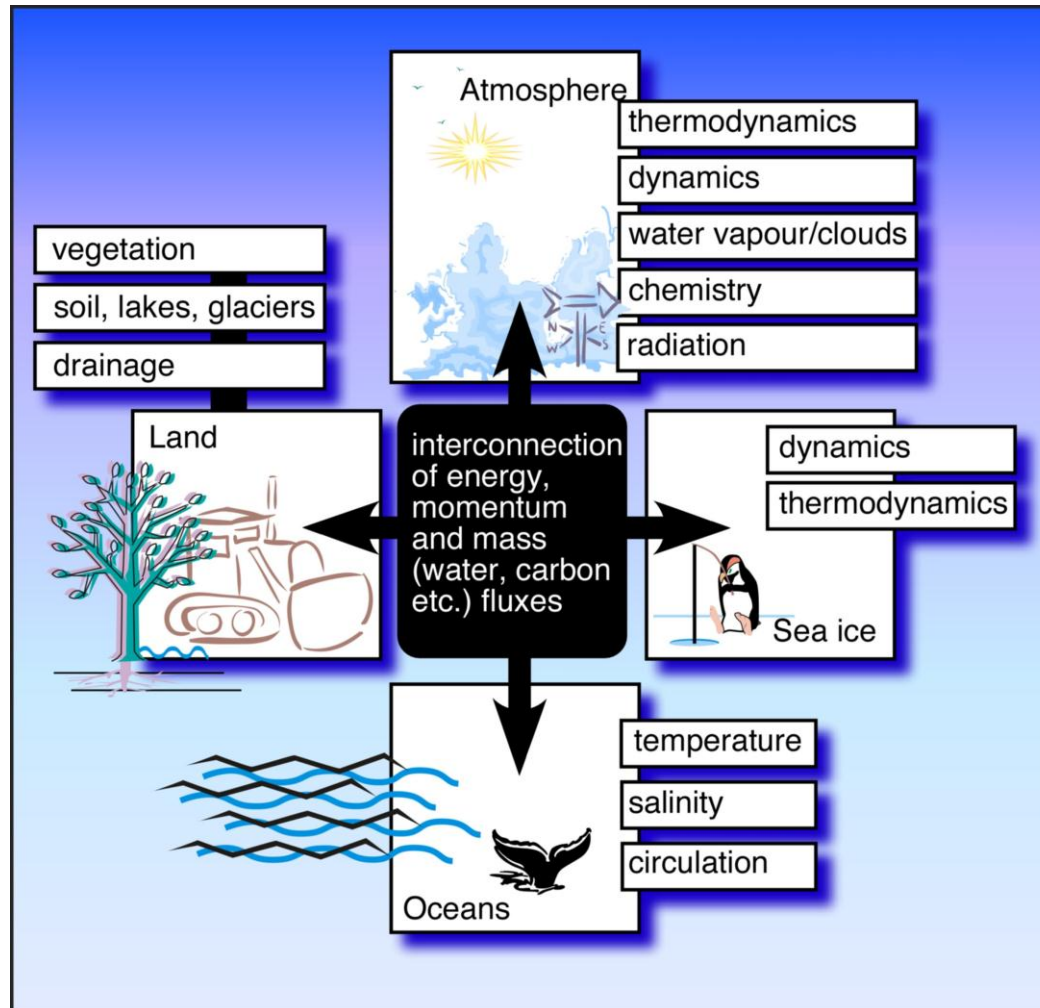 Atmosphere
thermodynamics
dynamics
water vapour/clouds
chemistry
radiation
N
E
W
S
vegetation
soil, lakes, glaciers
drainage
Land
interconnection
of energy,
momentum
and mass
(water, carbon
etc.) fluxes
dynamics
thermodynamics
Sea ice
temperature
salinity
circulation
Oceans